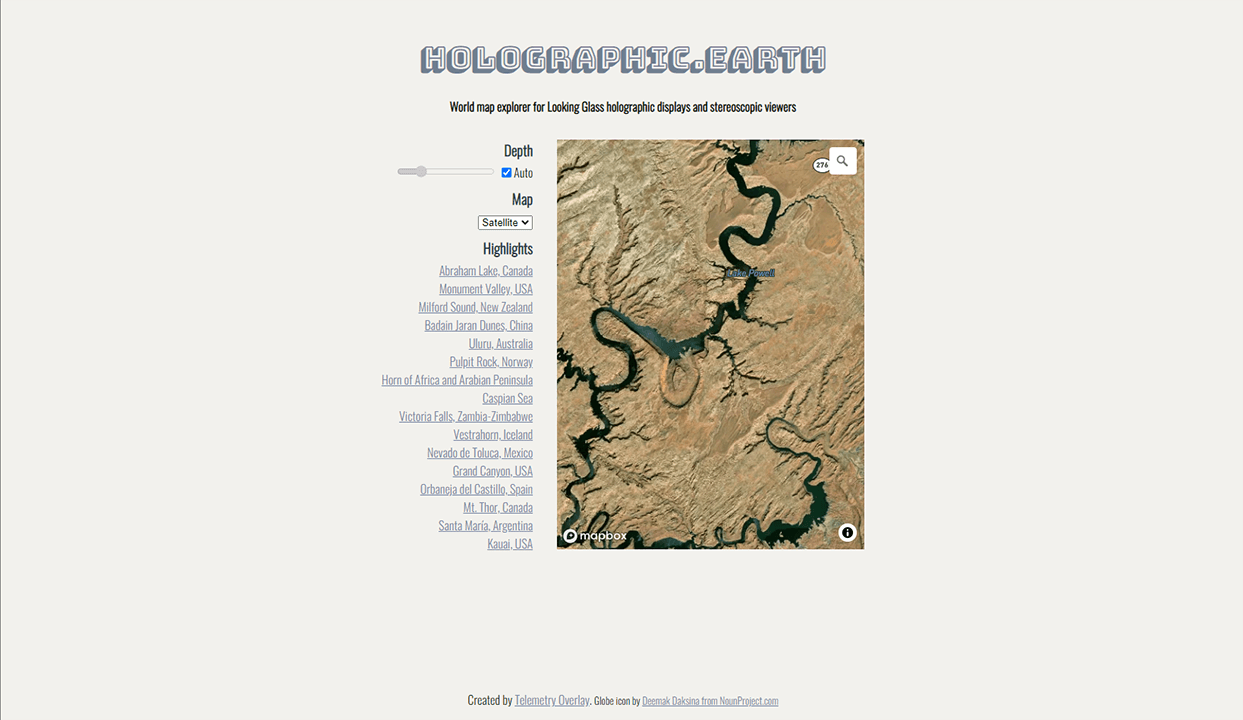 HOLOGRAPHIC.EARTH
World map explorer for Looking Glass holographic displays and stereoscopic viewers
Depth
Auto
Map
Satellite
Highlights
Abraham Lake, Canada
Monument Valley, USA
Milford Sound, New Zealand
Badain Jaran Dunes, China
Uluru, Australia
Pulpit Rock, Norway
Horn of Africa and Arabian Peninsula
Caspian Sea
Victoria Falls, Zambia-Zimbabwe
Vestrahorn, Iceland
Nevado de Toluca, Mexico
Grand Canyon, USA
Orbaneja del Castillo, Spain
Mt. Thor, Canada
Santa María, Argentina
Kauai, USA
276
Lake Powell
mapbox
Created by Telemetry Overlay. Globe icon by Deemak Daksina from NounProject.com